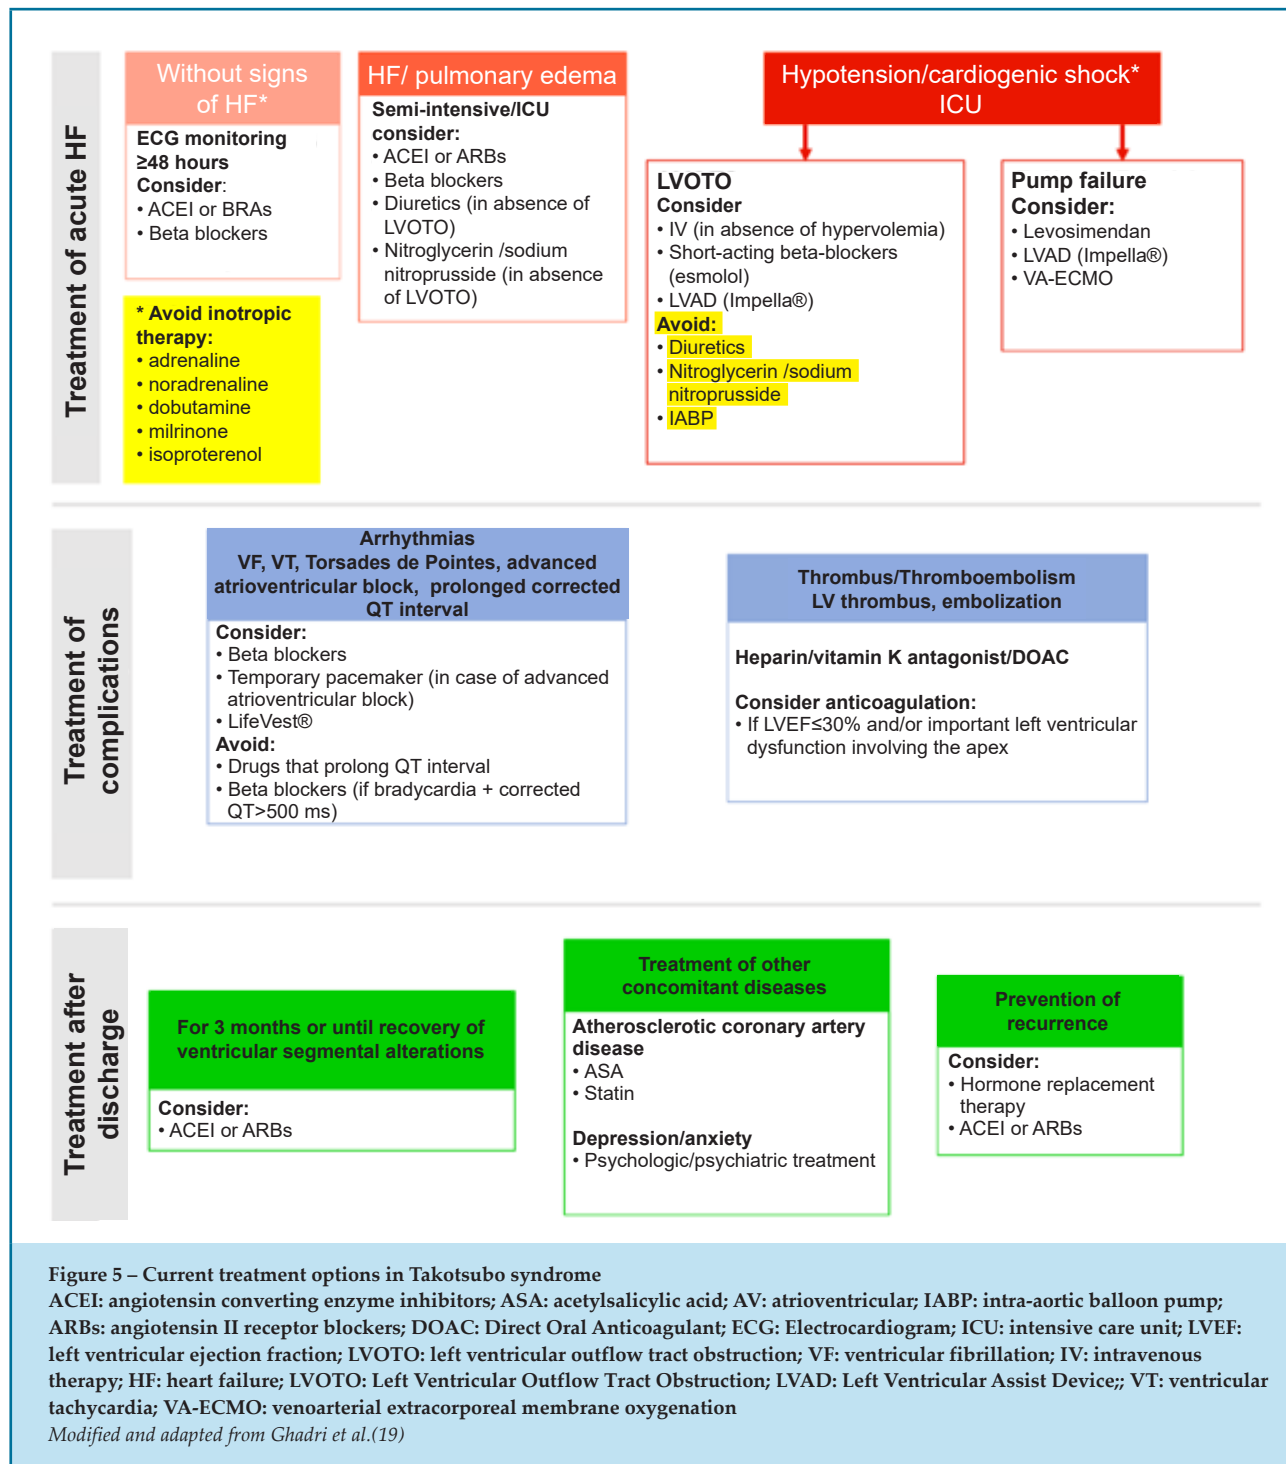 Treatment of acute HF
Without signs
of HF*
ECG monitoring
≥48 hours
Consider:
• ACEI or BRAs
• Beta blockers
* Avoid inotropic
therapy:
• adrenaline
• noradrenaline
• dobutamine
• milrinone
• isoproterenol
HF/ pulmonary edema
Semi-intensive/ICU
consider:
• ACEI or ARBs
• Beta blockers
• Diuretics (in absence of
LVOTO)
• Nitroglycerin /sodium
nitroprusside (in absence
of LVOTO)
Hypotension/cardiogenic shock*
ICU
LVOTO
Consider
• IV (in absence of hypervolemia)
• Short-acting beta-blockers
(esmolol)
• LVAD (Impella®)
Avoid:
• Diuretics
• Nitroglycerin /sodium
nitroprusside
• IABP
Pump failure
Consider:
• Levosimendan
• LVAD (Impella®)
• VA-ECMO
Treatment of
complications
Arrhythmias
VF, VT, Torsades de Pointes, advanced
atrioventricular block, prolonged corrected
QT interval
Consider:
• Beta blockers
• Temporary pacemaker (in case of advanced
atrioventricular block)
• LifeVest®
Avoid:
• Drugs that prolong QT interval
• Beta blockers (if bradycardia + corrected
QT>500 ms)
Thrombus/Thromboembolism
LV thrombus, embolization
Heparin/vitamin K antagonist/DOAC
Consider anticoagulation:
• If LVEF≤30% and/or important left ventricular
dysfunction involving the apex
Treatment after
discharge
For 3 months or until recovery of
ventricular segmental alterations
Consider:
• ACEI or ARBs
Treatment of other
concomitant diseases
Atherosclerotic coronary artery
disease
• ASA
• Statin
Depression/anxiety
• Psychologic/psychiatric treatment
Prevention of
recurrence
Consider:
• Hormone replacement
therapy
• ACEI or ARBs
Figure 5 – Current treatment options in Takotsubo syndrome
ACEI: angiotensin converting enzyme inhibitors; ASA: acetylsalicylic acid; AV: atrioventricular; IABP: intra-aortic balloon pump;
ARBs: angiotensin II receptor blockers; DOAC: Direct Oral Anticoagulant; ECG: Electrocardiogram; ICU: intensive care unit; LVEF:
left ventricular ejection fraction; LVOTO: left ventricular outflow tract obstruction; VF: ventricular fibrillation; IV: intravenous
therapy; HF: heart failure; LVOTO: Left Ventricular Outflow Tract Obstruction; LVAD: Left Ventricular Assist Device;; VT: ventricular
tachycardia; VA-ECMO: venoarterial extracorporeal membrane oxygenation
Modified and adapted from Ghadri et al.(19)